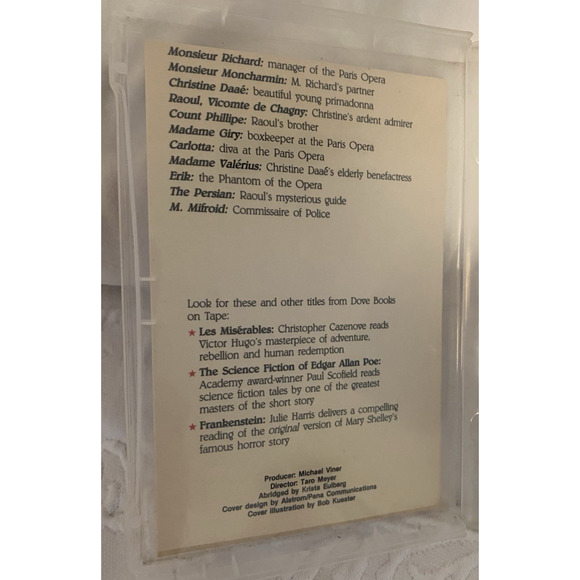 Monsieur Richard: manager of the Paris Opera
Monsieur Moncharmin: M. Richard's partner
Christine Daaé: beautiful young primadonna
Raoul, Vicomte de Chagny: Christine's ardent admirer
Count Phillipe: Raoul's brother
Madame Giry: boxkeeper at the Paris Opera
Carlotta: diva at the Paris Opera
Madame Valérius: Christine Daaé's elderly benefactress
Erik: the Phantom of the Opera
The Persian: Raoul's mysterious guide
M. Mifroid: Commissaire of Police
Look for these and other titles from Dove Books
on Tape:
★ Les Misérables: Christopher Cazenove reads
Victor Hugo's masterpiece of adventure,
rebellion and human redemption
★ The Science Fiction of Edgar Allan Poe:
Academy award-winner Paul Scofield reads
science fiction tales by one of the greatest
masters of the short story
★ Frankenstein: Julie Harris delivers a compelling
reading of the original version of Mary Shelley's
famous horror story
Producer: Michael Viner
Director: Taro Meyer
Abridged by Krista Eulberg
Cover design by Alstrom/Pena Communications
Cover illustration by Bob Kuester